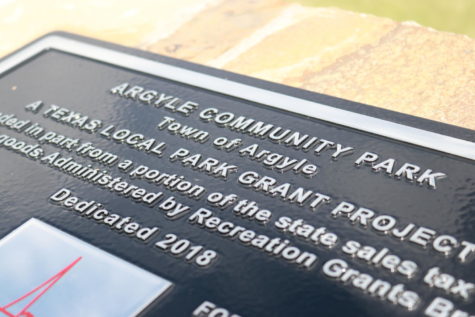 ARGYLE COMMUNITY PARK
Town of Argyle
A TEXAS LOCAL PARK GRANT PROJECT
in part from a portion of the state sales tax
goods. Administered by Recreation Grants
Dedicated 2018